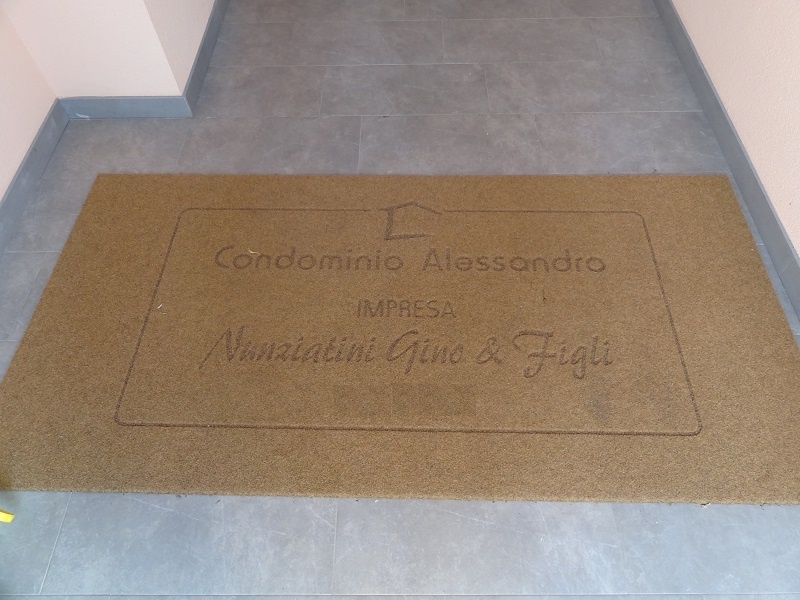 Condominio Alessandro
IMPRESA
Nunziatini Gino & Figli